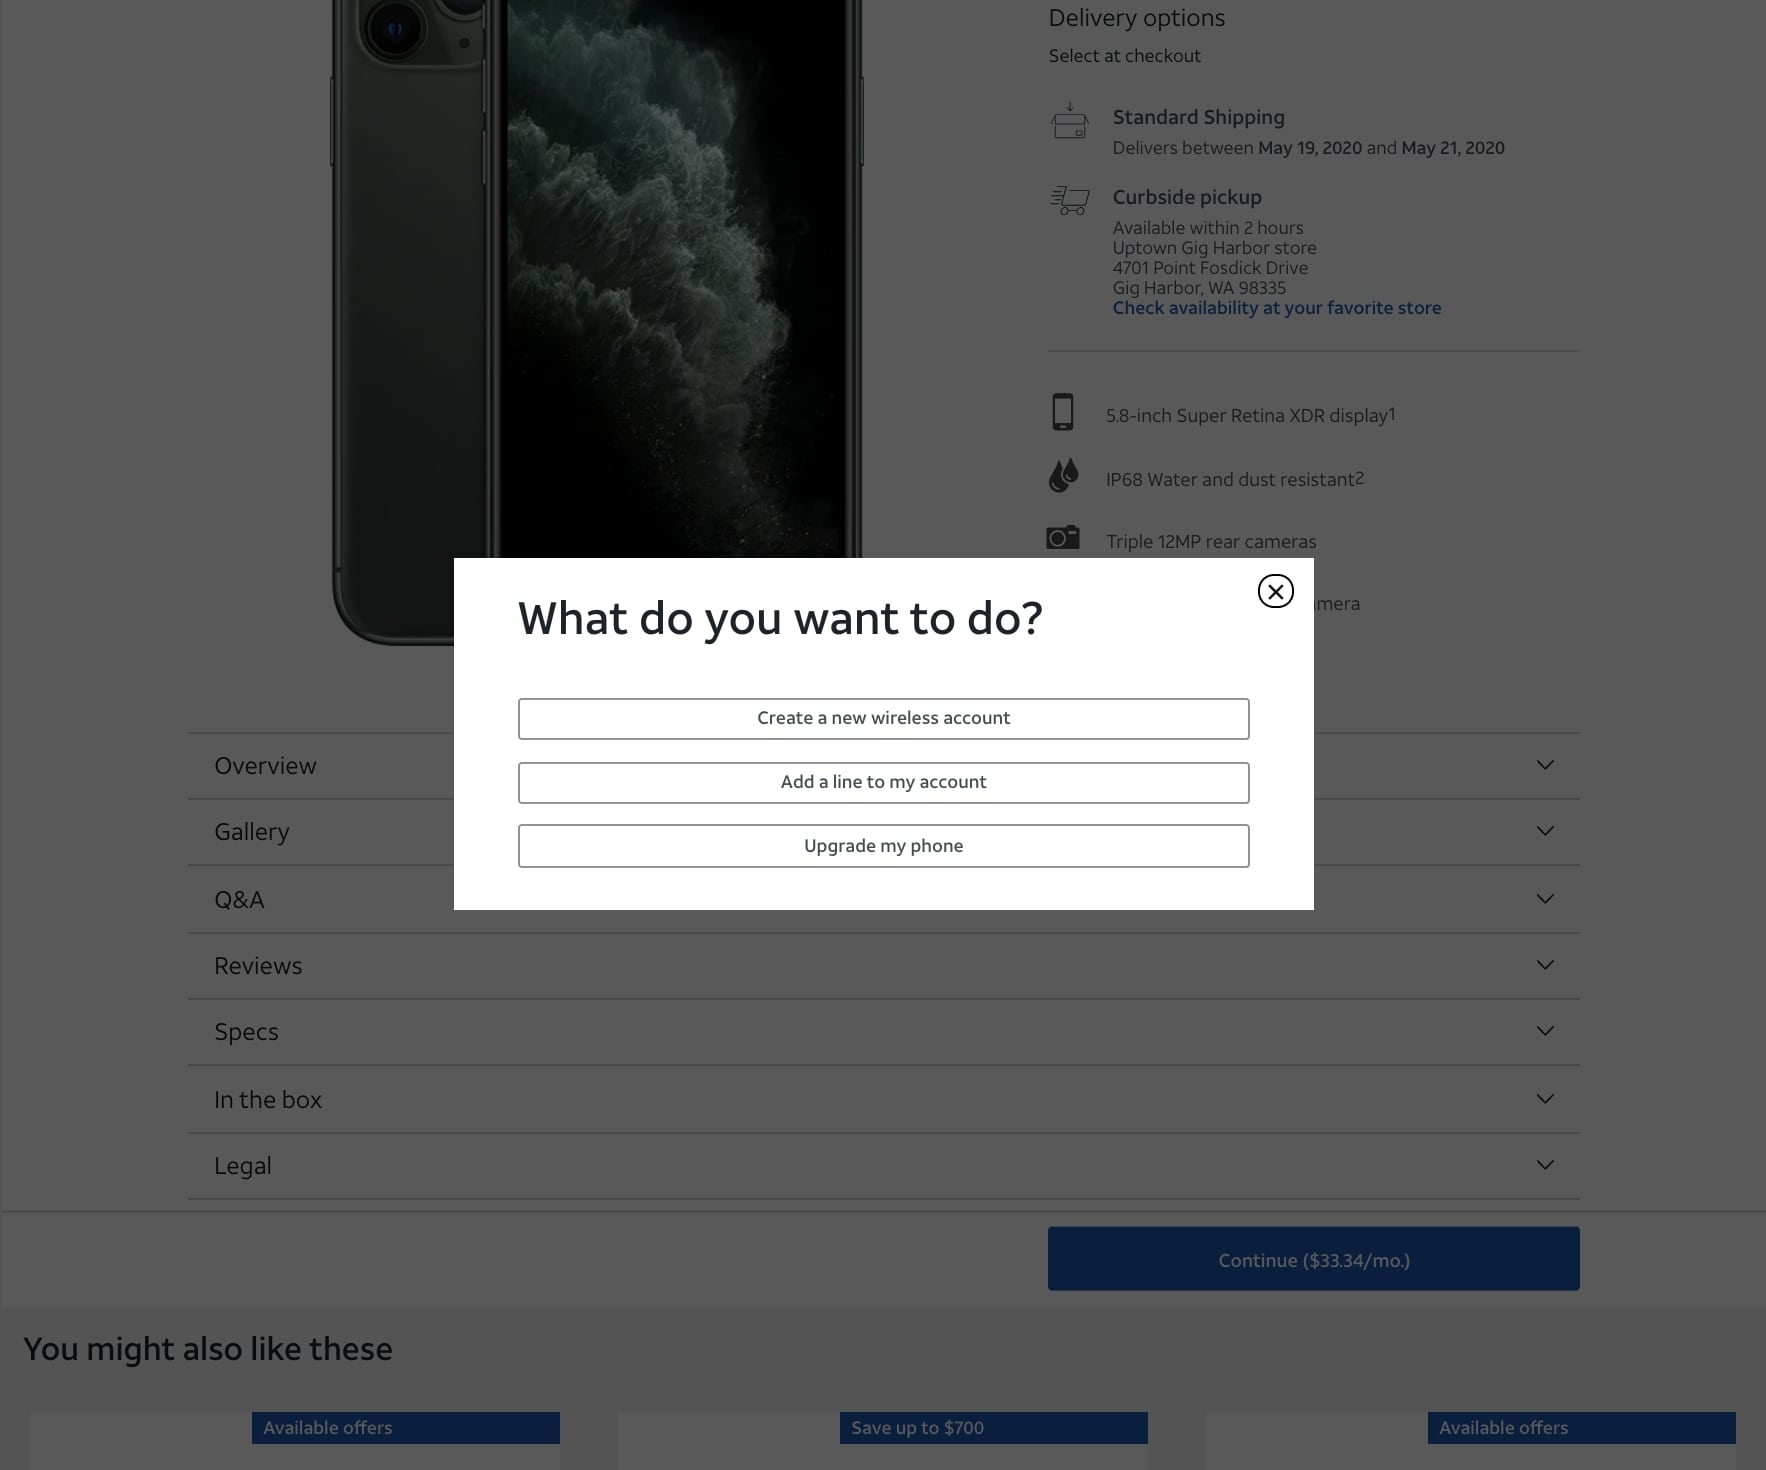 Delivery options
Select at checkout
Standard Shipping
Delivers between May 19, 2020 and May 21, 2020
Curbside pickup
Available within 2 hours
Uptown Gig Harbor store
4701 Point Fosdick Drive
Gig Harbor, WA 98335
Check availability at your favorite store
5.8-inch Super Retina XDR display1
IP68 Water and dust resistant2
Triple 12MP rear cameras
What do you want to do?
Create a new wireless account
Add a line to my account
Upgrade my phone
Overview
Gallery
Q&A
Reviews
Specs
In the box
Legal
Continue ($33.34/mo.)
You might also like these
Available offers
Save up to $700
Available offers